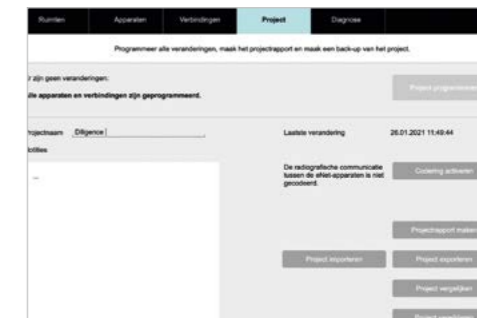 Ruimten Apparaten Verbindingen Project Diagnose
Programmeer alle veranderingen, maak het projectrapport en maak een back-up van het project.
r zijn geen veranderingen:
lle apparaten en verbindingen zijn geprogrammeerd.
Project programmeren
rojectnaam Diligence
Laatste verandering 26.01.2021 11:49:44
otities
...
De radiografische communicatie
tussen de eNet-apparaten is niet
gecodeerd.
Codering activeren
Projectrapport maken
Project importeren Project exporteren
Project vergelijken